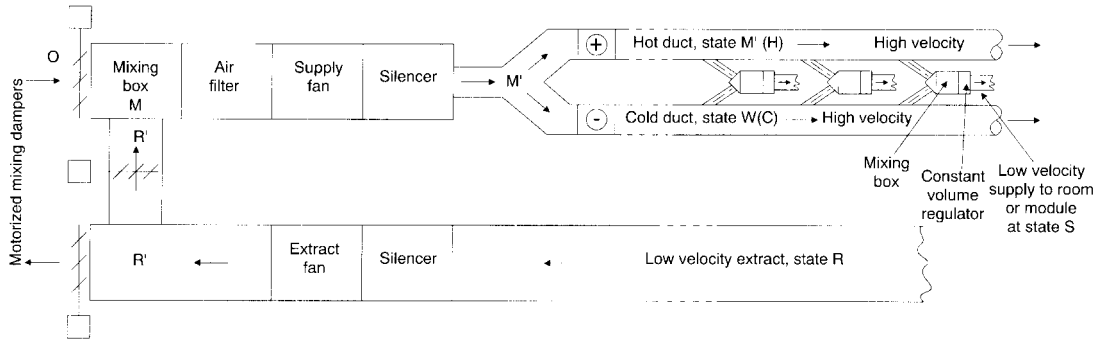 O
Motorized mixing dampers
Mixing
box
M
Air
filter
Supply
fan
Silencer
M'
+
Hot duct, state M' (H)
High velocity
-
Cold duct, state W(C)
High velocity
Mixing
box
Constant
volume
regulator
Low velocity
supply to room
or module
at state S
R'
R'
Extract
fan
Silencer
Low velocity extract, state R